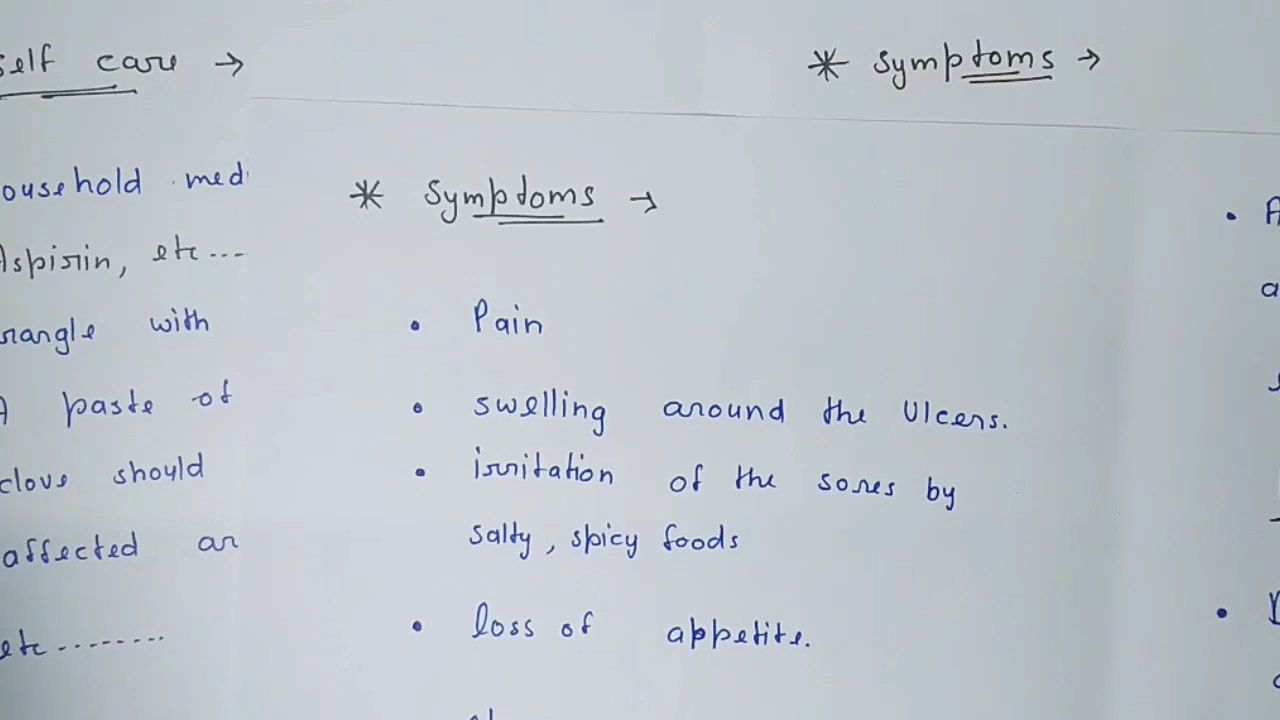 self care →
household med
Aspirin, etc...
with
A paste of
clove should
affected ar
etc........
* Symptoms →
• Pain
• swelling around the Ulcers.
• irritation of the sores by
salty, spicy foods
• loss of appetite.
* Symptoms →